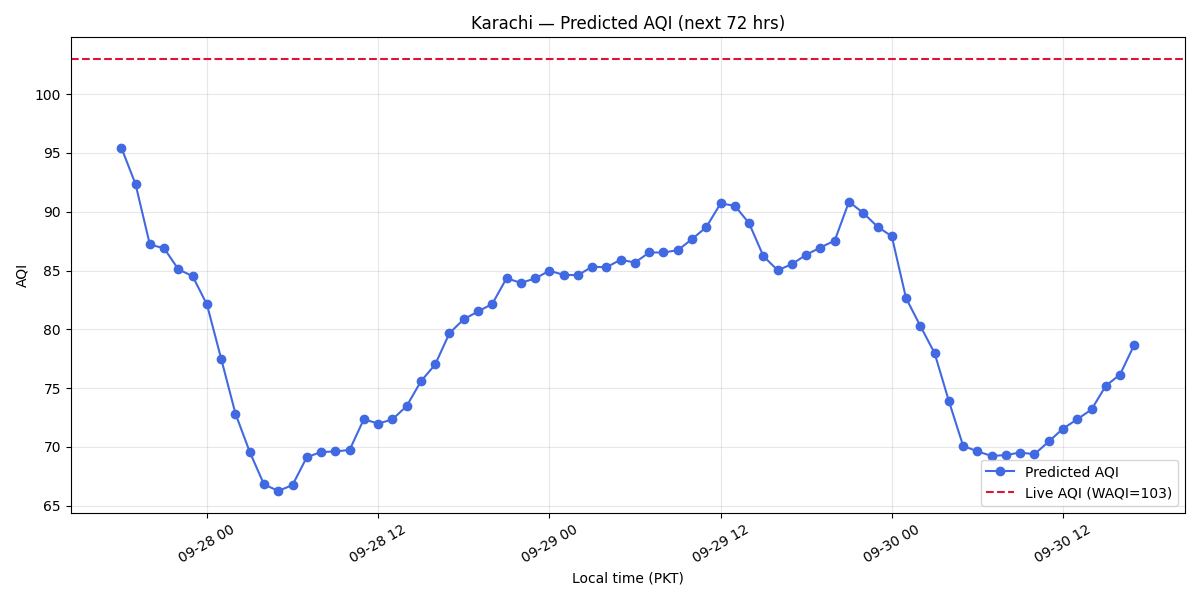 Karachi — Predicted AQI (next 72 hrs)
AQI
100
95
90
85
80
75
70
65
Predicted AQI
Live AQI (WAQI=103)
09-28 00
09-28 12
09-29 00
09-29 12
09-30 00
09-30 12
Local time (PKT)